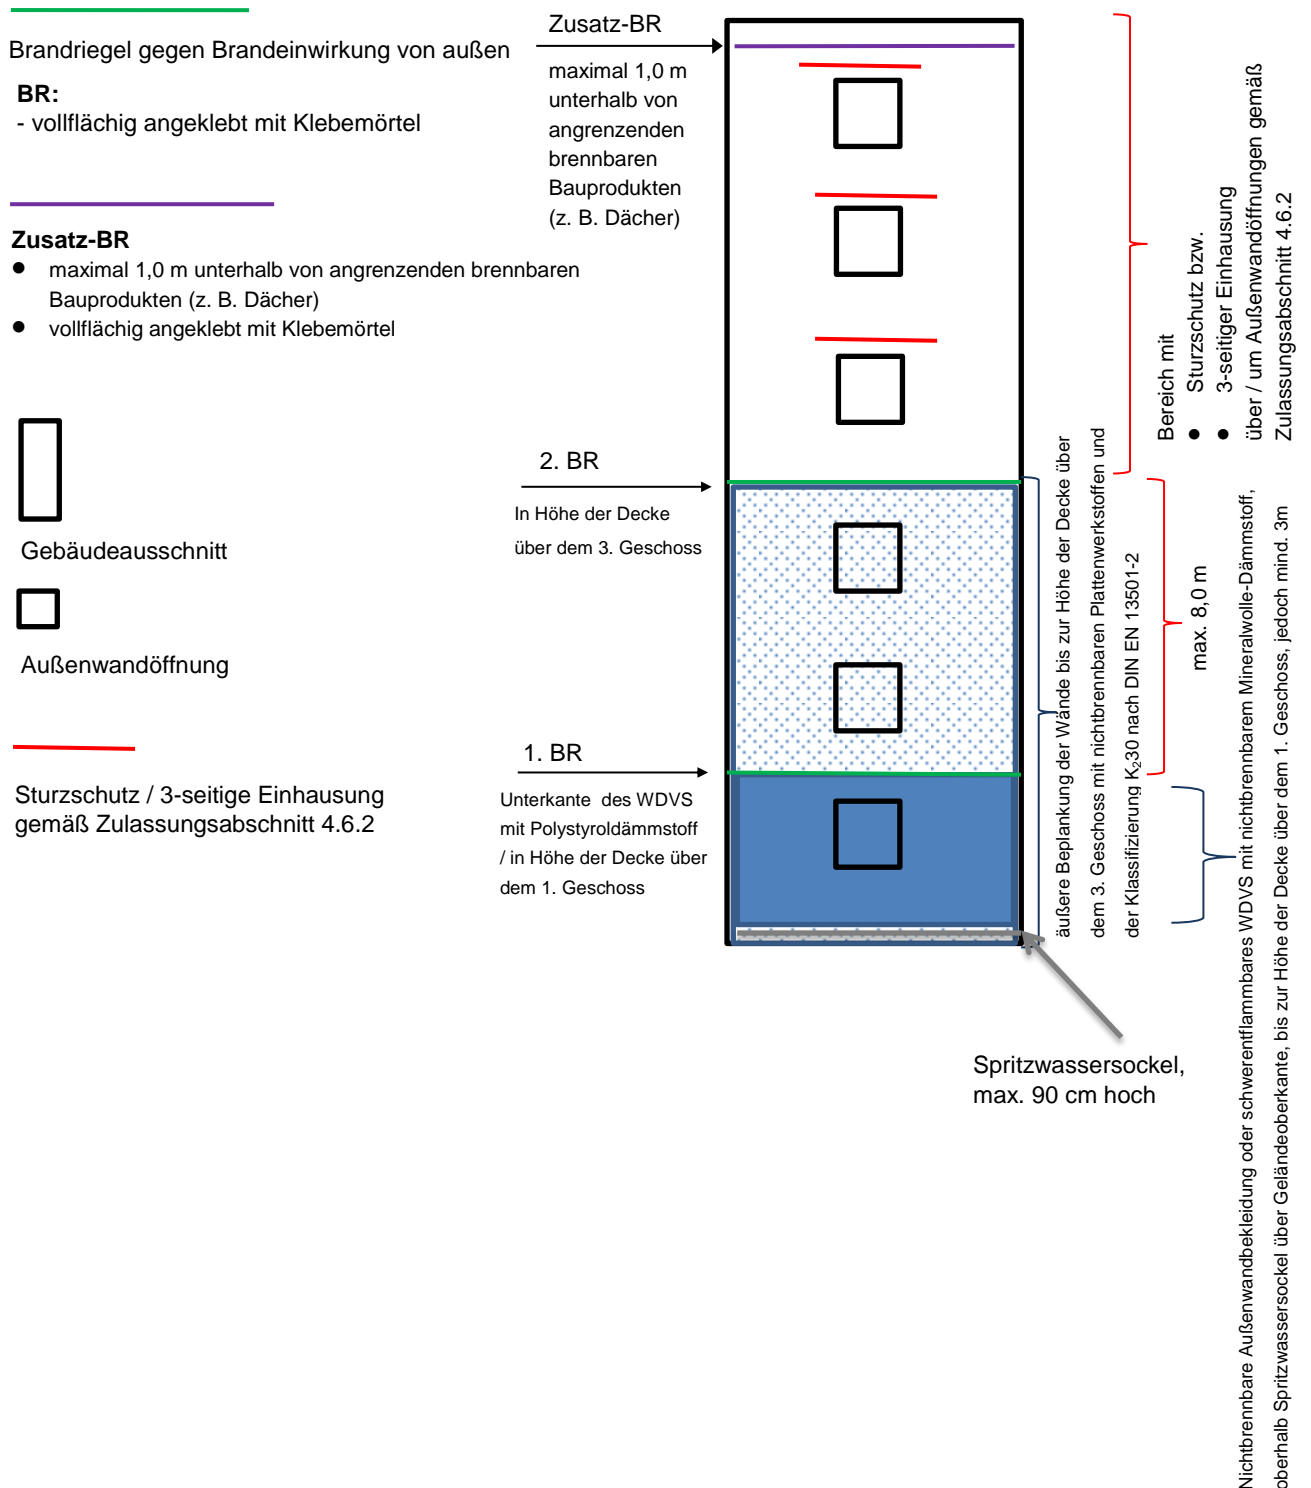 Brandriegel gegen Brandeinwirkung von außen
BR:
- vollflächig angeklebt mit Klebemörtel
Zusatz-BR
● maximal 1,0 m unterhalb von angrenzenden brennbaren
Bauprodukten (z. B. Dächer)
● vollflächig angeklebt mit Klebemörtel
Gebäudeausschnitt
Außenwandöffnung
Sturzschutz / 3-seitige Einhausung
gemäß Zulassungsabschnitt 4.6.2
Zusatz-BR
maximal 1,0 m
unterhalb von
angrenzenden
brennbaren
Bauprodukten
(z. B. Dächer)
2. BR
In Höhe der Decke
über dem 3. Geschoss
1. BR
Unterkante des WDVS
mit Polystyroldämmstoff
/ in Höhe der Decke über
dem 1. Geschoss
Bereich mit
● Sturzschutz bzw.
● 3-seitiger Einhausung
über / um Außenwandöffnungen gemäß
Zulassungsabschnitt 4.6.2
äußere Beplankung der Wände bis zur Höhe der Decke über
dem 3. Geschoss mit nichtbrennbaren Plattenwerkstoffen und
der Klassifizierung K₂30 nach DIN EN 13501-2
max. 8,0 m
Nichtbrennbare Außenwandbekleidung oder schwerentflammbares WDVS mit nichtbrennbarem Mineralwolle-Dämmstoff,
oberhalb Spritzwassersockel über Geländeoberkante, bis zur Höhe der Decke über dem 1. Geschoss, jedoch mind. 3m
Spritzwassersockel,
max. 90 cm hoch